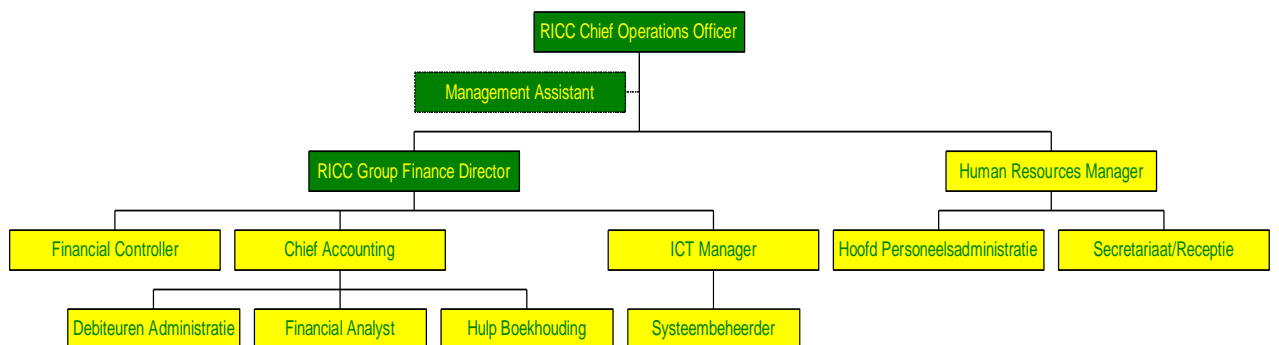 RICC Chief Operations Officer
Management Assistant
RICC Group Finance Director
Human Resources Manager
Financial Controller
Chief Accounting
ICT Manager
Hoofd Personeelsadministratie
Secretariaat/Receptie
Debiteuren Administratie
Financial Analyst
Hulp Boekhouding
Systeembeheerder